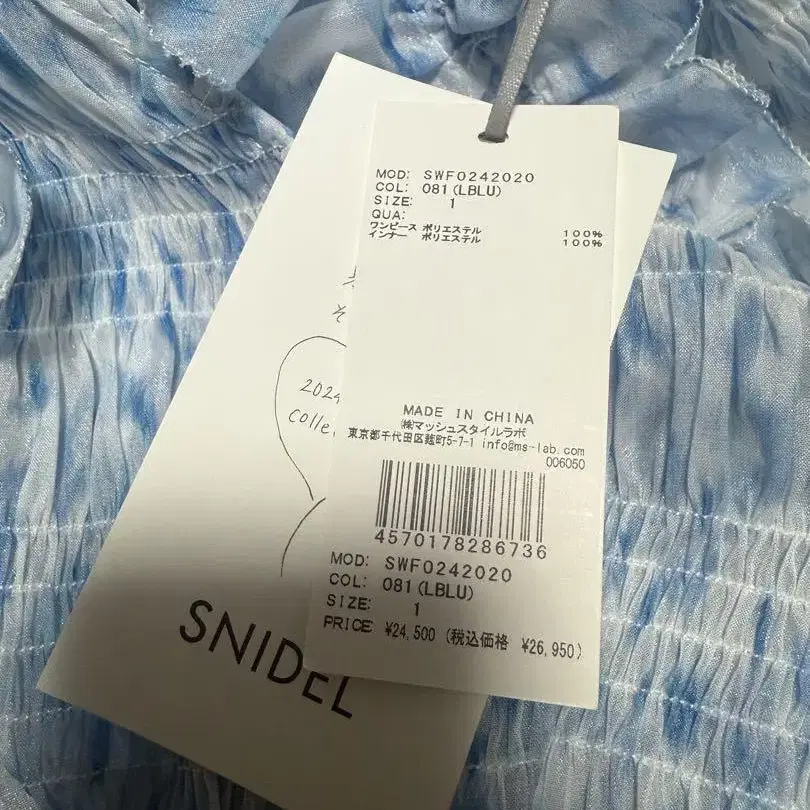 MOD: SWF0242020
COL: 081(LBLU)
SIZE: 1
QUA:
ワンピース ポリエステル 100%
インナー ポリエステル 100%
そ
2024
Colle
MADE IN CHINA
㈱マッシュスタイルラボ
東京都千代田区麹町5-7-1 info@ms-lab.com
006050
4570178286736
MOD: SWF0242020
COL: 081(LBLU)
SIZE: 1
PRICE: ¥24,500 (税込価格 ¥26,950)
SNIDEL